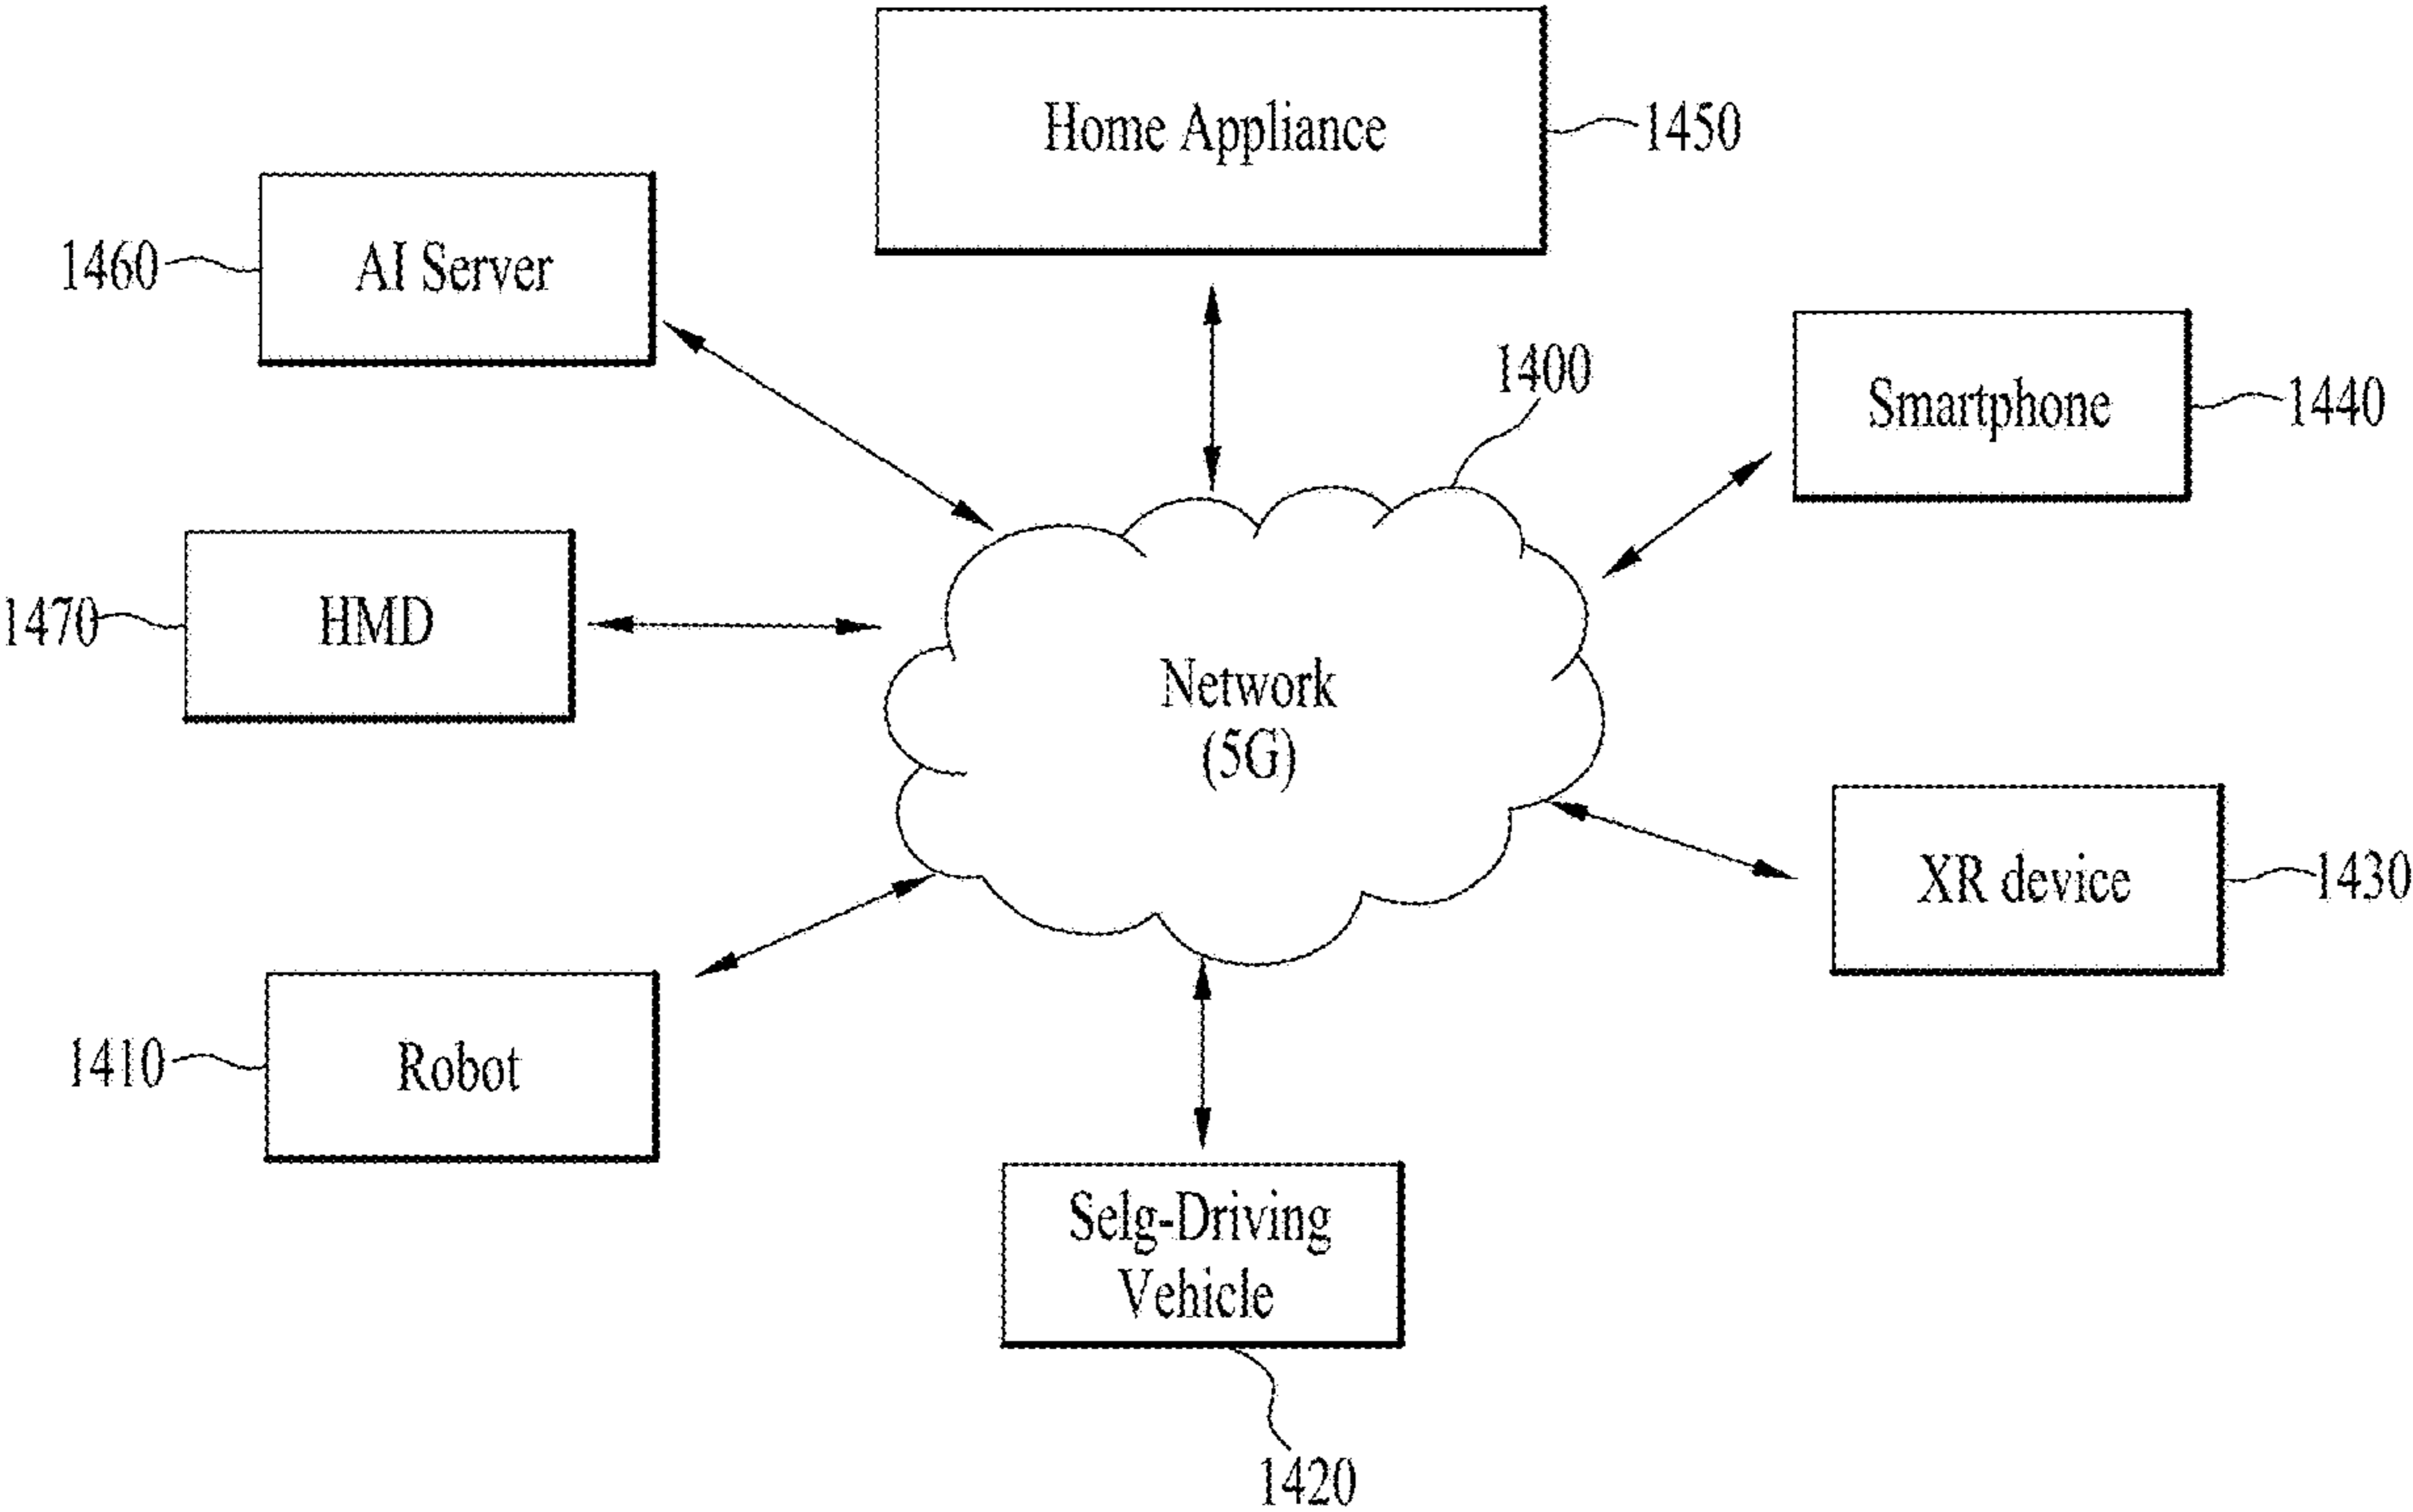 Home Appliance
1450
AI Server
1460
1400
Smartphone
1440
HMD
1470
Network
(5G)
XR device
1430
Robot
1410
Selg-Driving
Vehicle
1420